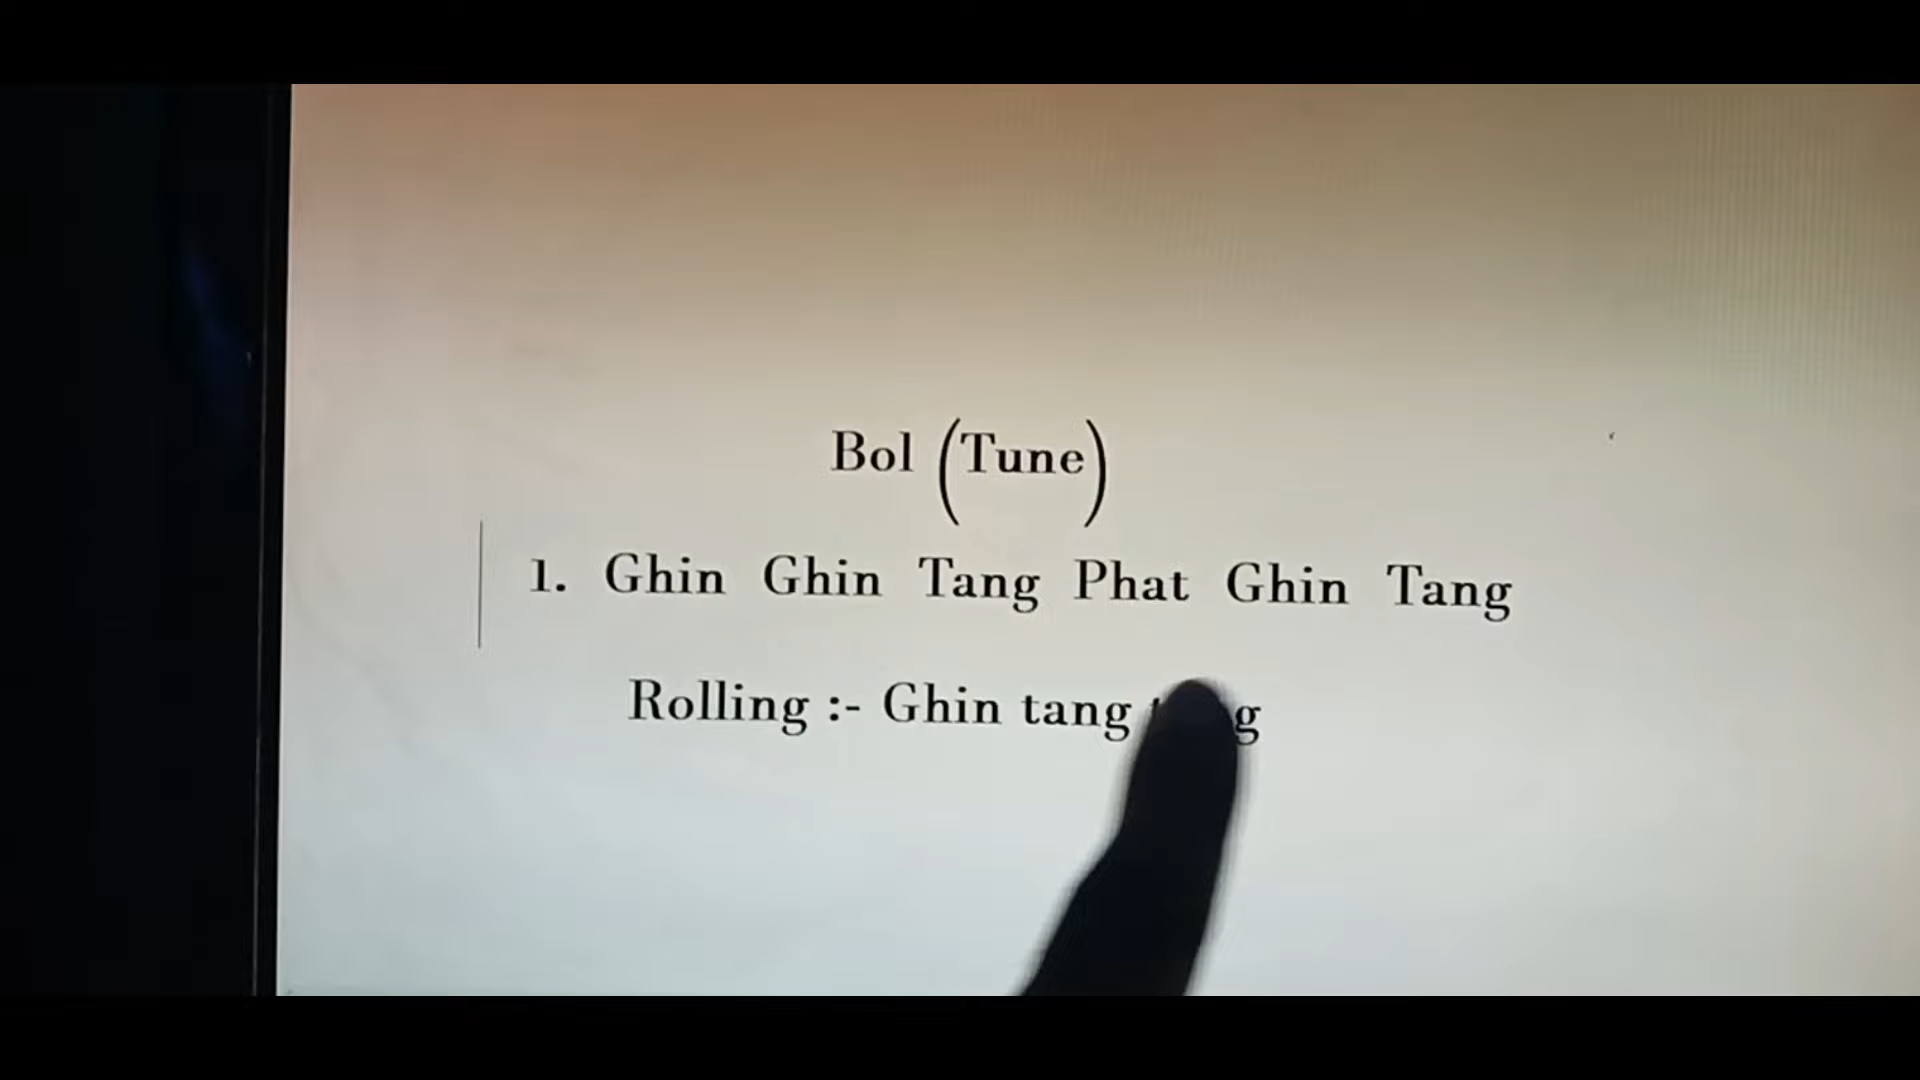 Bol (Tune)
1. Ghin Ghin Tang Phat Ghin Tang
Rolling :- Ghin tang